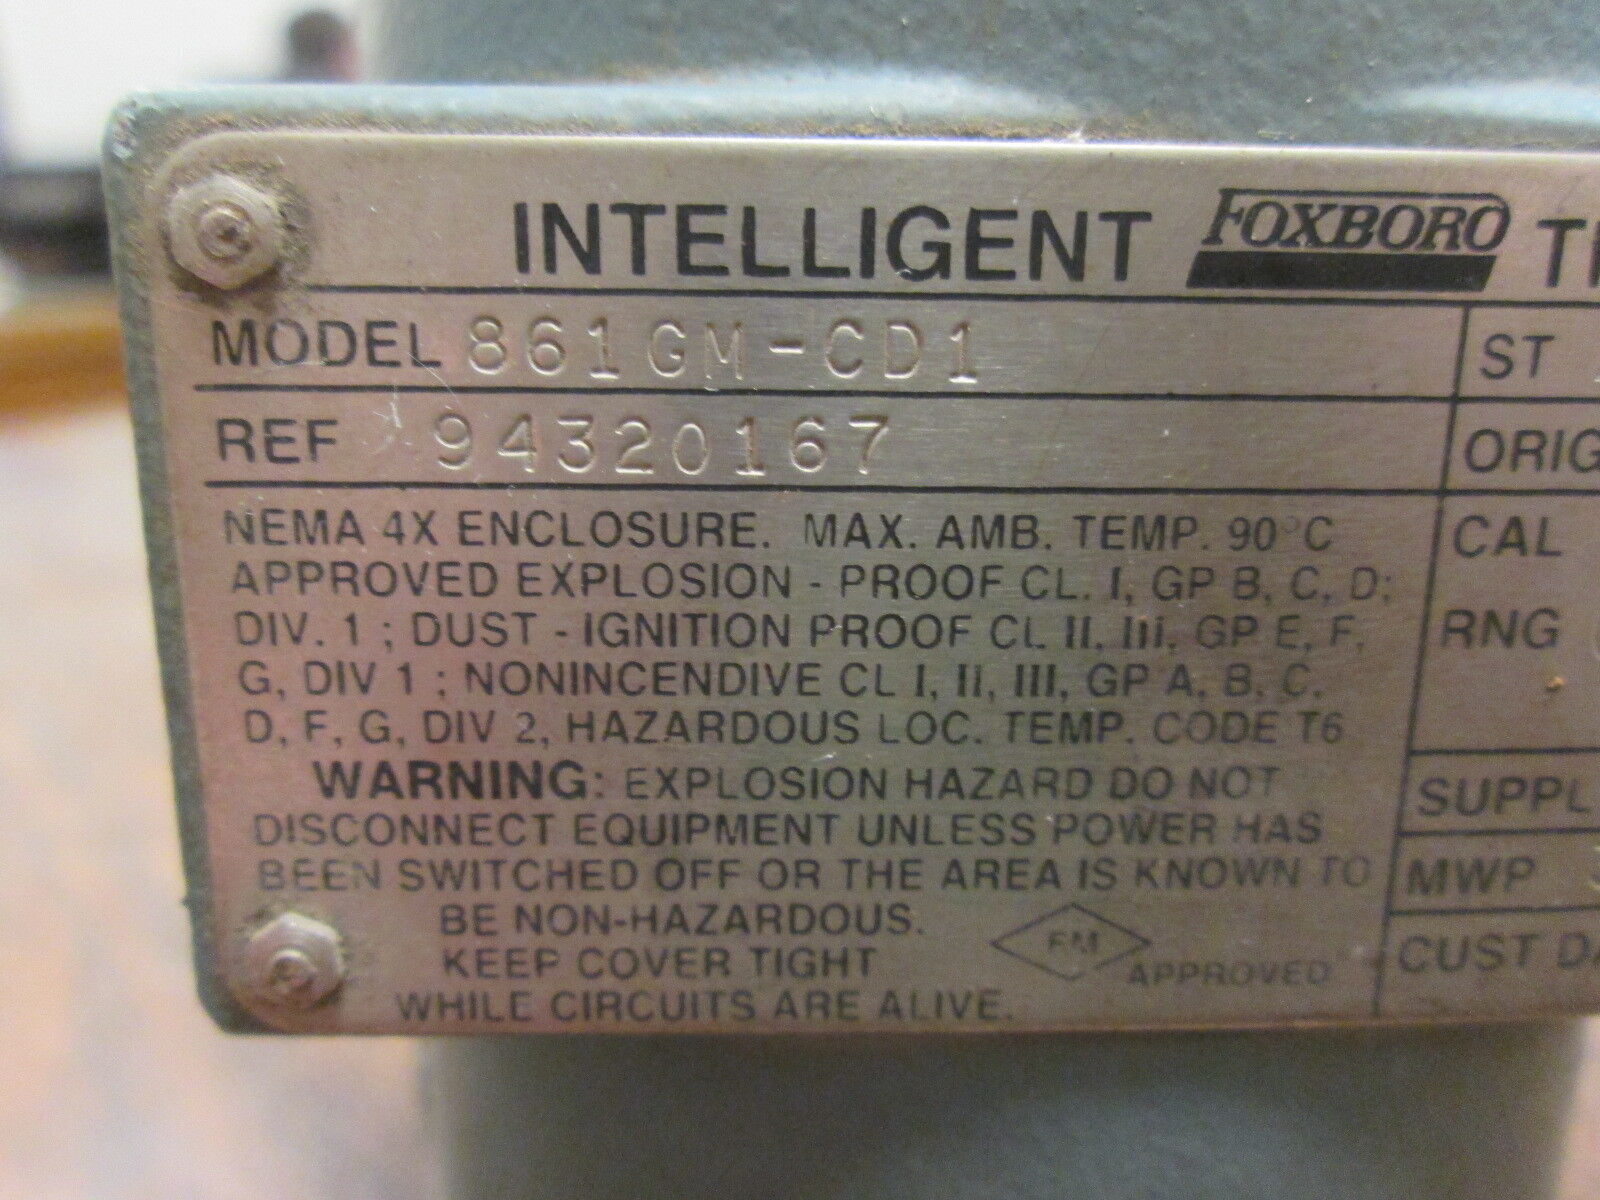 INTELLIGENT FOXBORO
MODEL 861GM-CD1
ST
REF 94320167
ORIG
NEMA 4X ENCLOSURE. MAX. AMB. TEMP. 90°C
APPROVED EXPLOSION - PROOF CL. I, GP B, C, D;
DIV. 1 ; DUST - IGNITION PROOF CL II, III, GP E, F,
G, DIV 1 ; NONINCENDIVE CL I, II, III, GP A, B, C,
D, F, G, DIV 2, HAZARDOUS LOC. TEMP. CODE T6
WARNING: EXPLOSION HAZARD DO NOT
DISCONNECT EQUIPMENT UNLESS POWER HAS
BEEN SWITCHED OFF OR THE AREA IS KNOWN TO
BE NON-HAZARDOUS.
KEEP COVER TIGHT
WHILE CIRCUITS ARE ALIVE.
FM
APPROVED
CAL
RNG
SUPPL
MWP
CUST DA